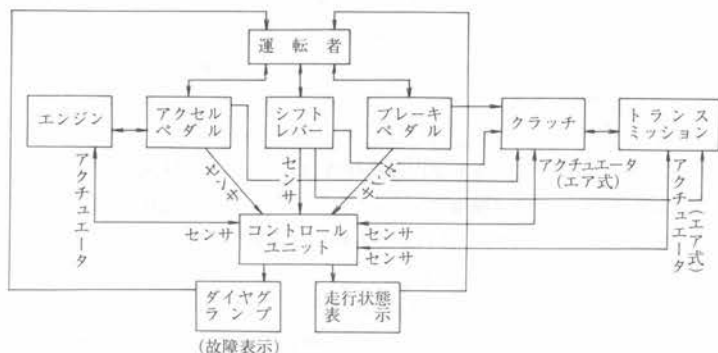 運転者
エンジン
アクセル
ペダル
シフト
レバー
ブレーキ
ペダル
クラッチ
トランス
ミッション
アクチュエータ
センサ
センサ
センサ
アクチュエータ
(エア式)
アクチュエータ
(エア式)
センサ
コントロール
ユニット
センサ
センサ
ダイヤグ
ランプ
走行状態
表示
(故障表示)